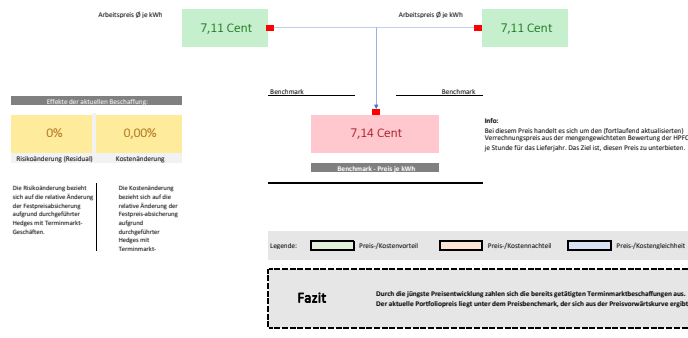 Arbeitspreis Ø je kWh
Arbeitspreis Ø je kWh
7,11 Cent
7,11 Cent
Benchmark
Benchmark
Effekte der aktuellen Beschaffung:
0%
0,00%
Risikoänderung (Residual)
Kostenänderung
7,14 Cent
Benchmark - Preis je kWh
Info:
Bei diesem Preis handelt es sich um den (fortlaufend aktualisierten)
Verrechnungspreis aus der mengengewichteten Bewertung der HPFC
je Stunde für das Lieferjahr. Das Ziel ist, diesen Preis zu unterbieten.
Die Risikoänderung bezieht
sich auf die relative Änderung
der Festpreisabsicherung
aufgrund durchgeführter
Hedges mit Terminmarkt-
Geschäften.
Die Kostenänderung
bezieht sich auf die
relative Änderung der
Festpreis-absicherung
aufgrund
durchgeführter
Hedges mit
Terminmarkt-
Legende:
Preis-/Kostenvorteil
Preis-/Kostennachteil
Preis-/Kostengleichheit
Fazit
Durch die jüngste Preisentwicklung zahlen sich die bereits getätigten Terminmarktbeschaffungen aus.
Der aktuelle Portfoliopreis liegt unter dem Preisbenchmark, der sich aus der Preisvorwärtskurve ergibt